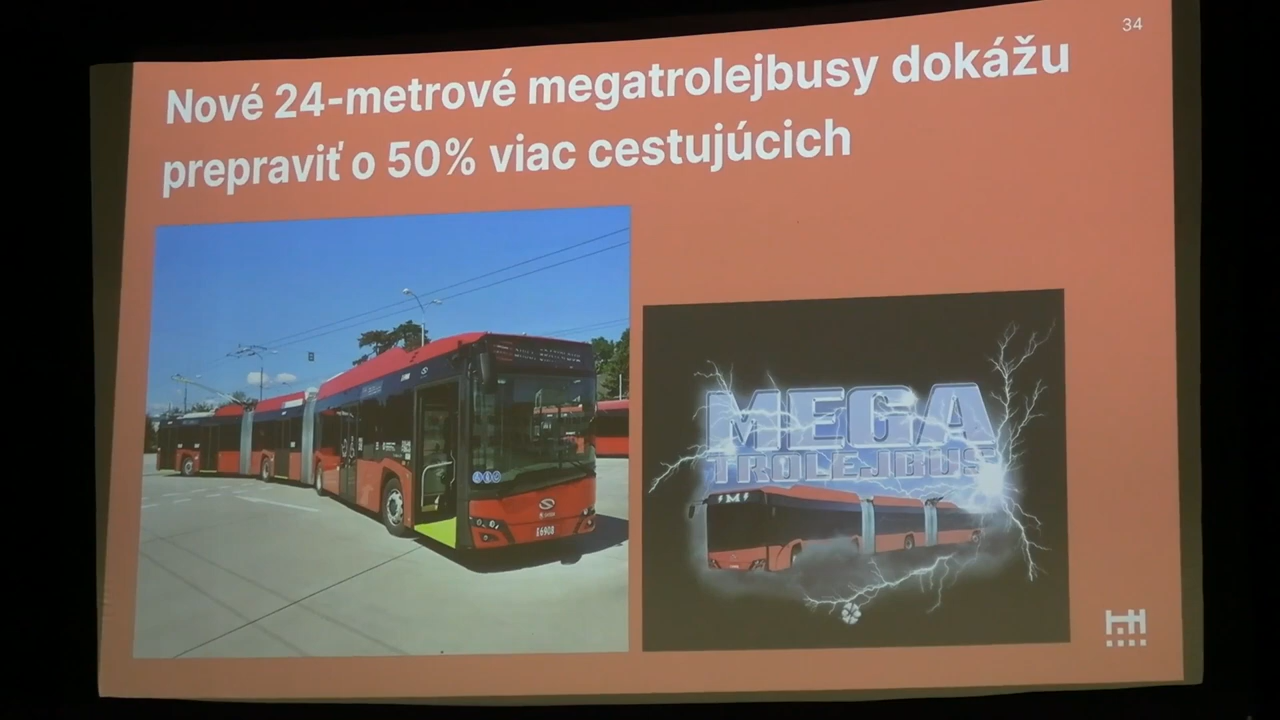 34
Nové 24-metrové megatrolejbusy dokážu
prepraviť o 50% viac cestujúcich
MEGA
TROLEJBUS
M